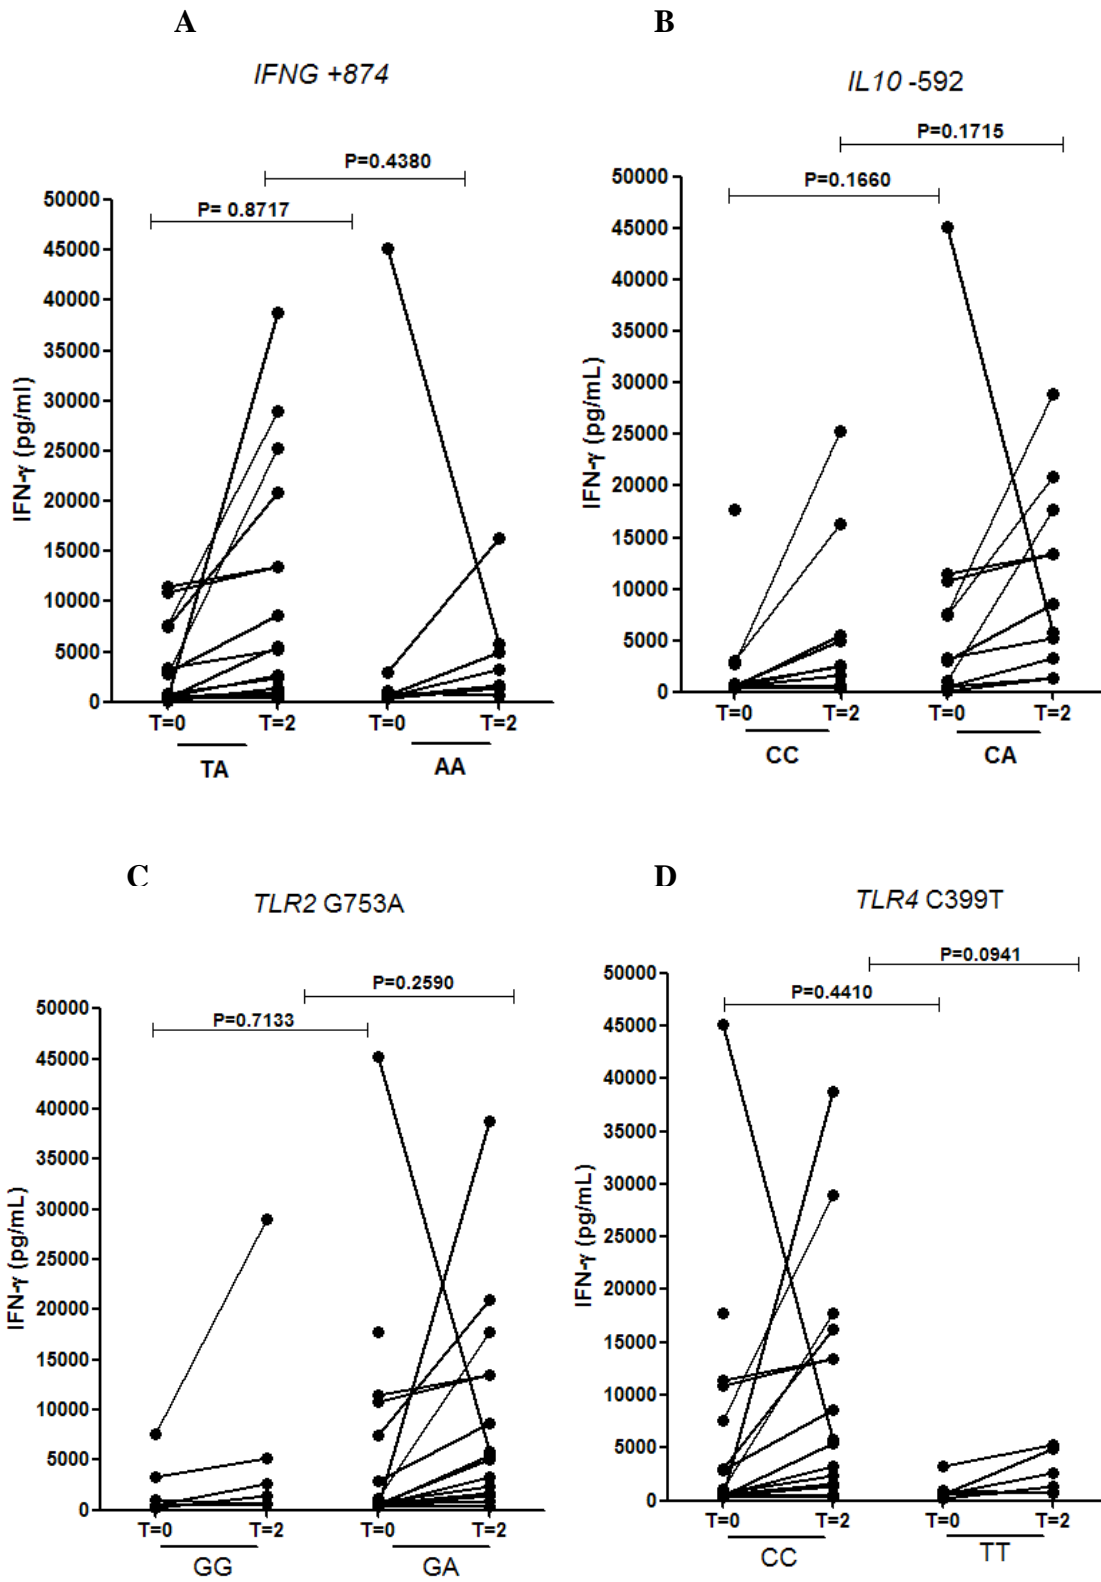 A
IFNG +874
P=0.4380
P= 0.8717
IFN-γ (pg/ml)
50000
45000
40000
35000
30000
25000
20000
15000
10000
5000
0
T=0 T=2 T=0 T=2
TA AA
B
IL10 -592
P=0.1715
P=0.1660
IFN-γ (pg/mL)
50000
45000
40000
35000
30000
25000
20000
15000
10000
5000
0
T=0 T=2 T=0 T=2
CC CA
C
TLR2 G753A
P=0.2590
P=0.7133
IFN-γ (pg/mL)
50000
45000
40000
35000
30000
25000
20000
15000
10000
5000
0
T=0 T=2 T=0 T=2
GG GA
D
TLR4 C399T
P=0.0941
P=0.4410
IFN-γ (pg/mL)
50000
45000
40000
35000
30000
25000
20000
15000
10000
5000
0
T=0 T=2 T=0 T=2
CC TT